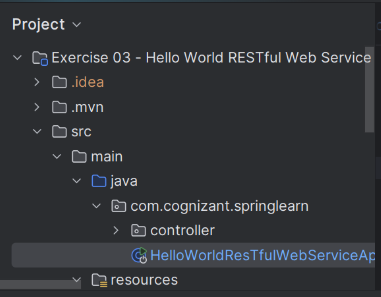 Project
Exercise 03 - Hello World RESTful Web Service
.idea
.mvn
src
main
java
com.cognizant.springlearn
controller
HelloWorldResTfulWebServiceAp
resources